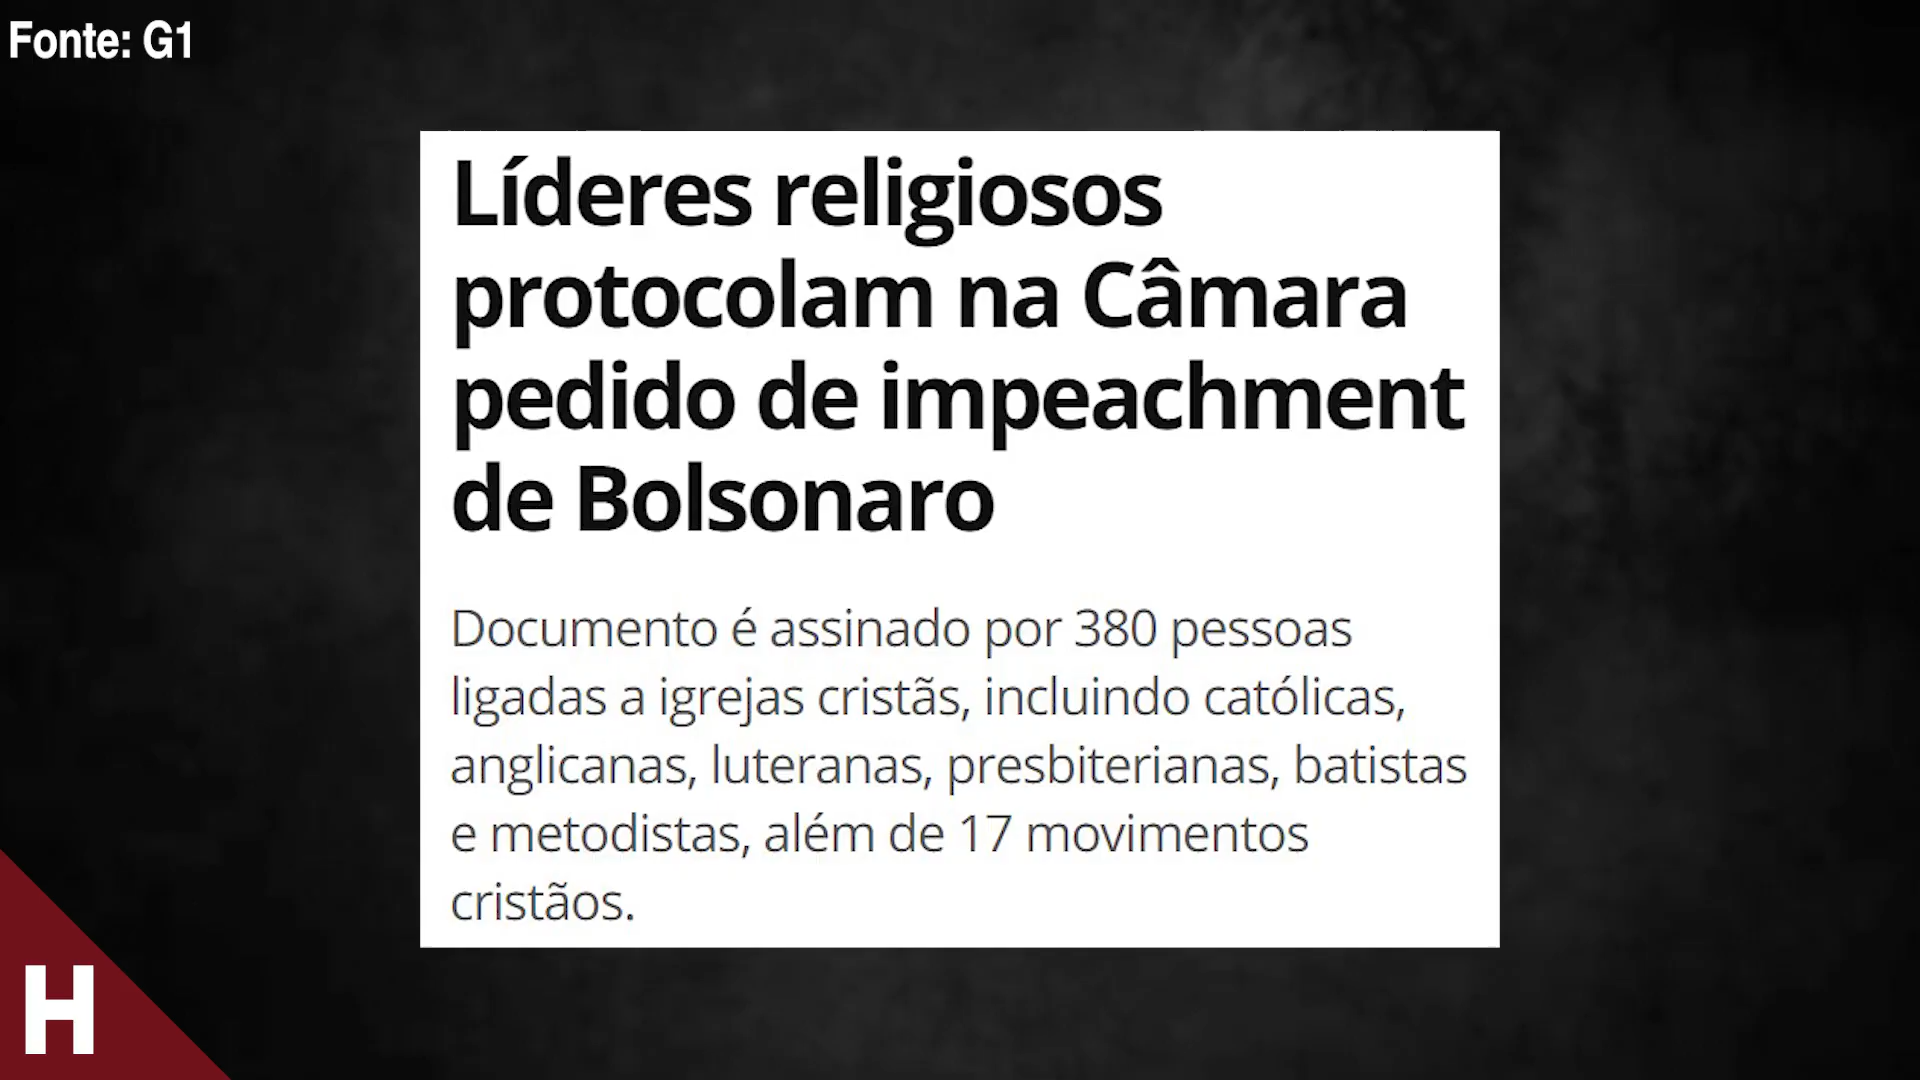 Fonte: G1
Líderes religiosos
protocolam na Câmara
pedido de impeachment
de Bolsonaro
Documento é assinado por 380 pessoas
ligadas a igrejas cristãs, incluindo católicas,
anglicanas, luteranas, presbiterianas, batistas
e metodistas, além de 17 movimentos
cristãos.
H